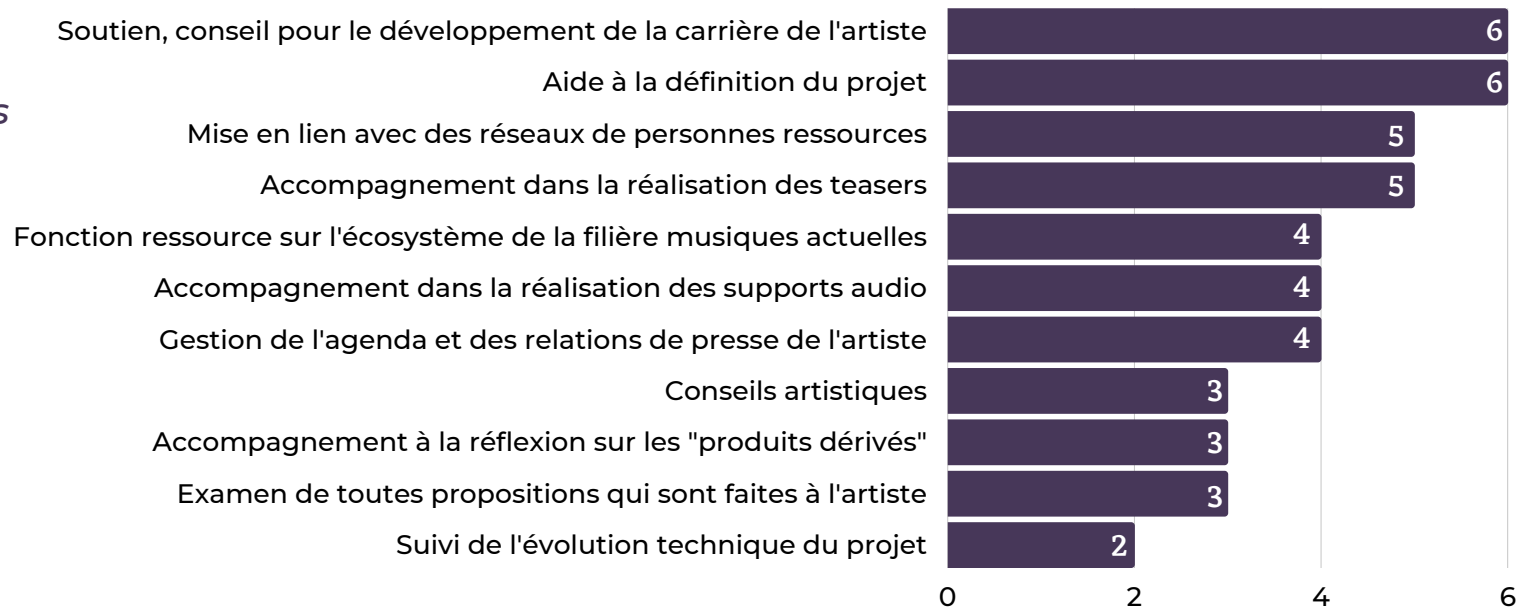 Soutien, conseil pour le développement de la carrière de l'artiste 6
Aide à la définition du projet 6
Mise en lien avec des réseaux de personnes ressources 5
Accompagnement dans la réalisation des teasers 5
Fonction ressource sur l'écosystème de la filière musiques actuelles 4
Accompagnement dans la réalisation des supports audio 4
Gestion de l'agenda et des relations de presse de l'artiste 4
Conseils artistiques 3
Accompagnement à la réflexion sur les "produits dérivés" 3
Examen de toutes propositions qui sont faites à l'artiste 3
Suivi de l'évolution technique du projet 2
0 2 4 6